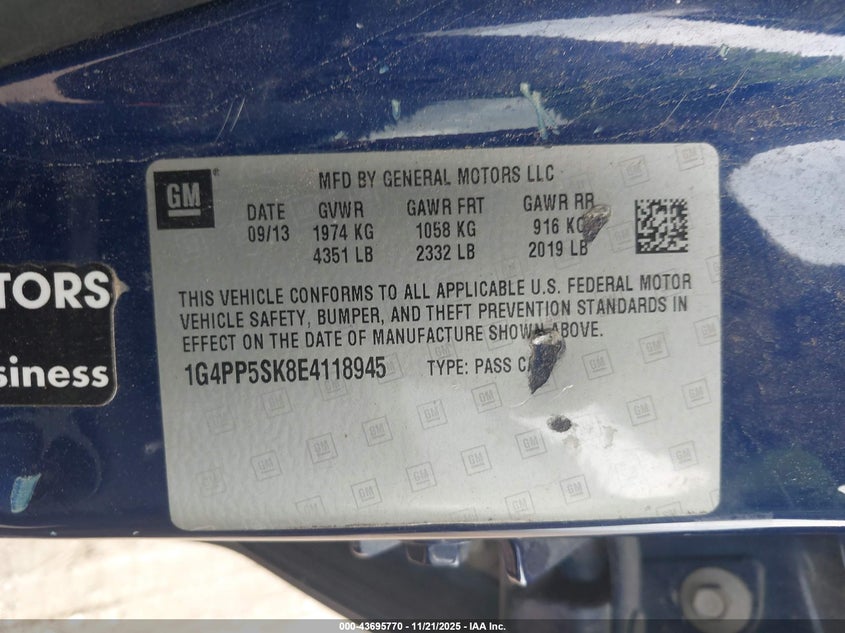 GM
MFD BY GENERAL MOTORS LLC
DATE GVWR GAWR FRT GAWR RR
09/13 1974 KG 1058 KG 916 KG
4351 LB 2332 LB 2019 LB
THIS VEHICLE CONFORMS TO ALL APPLICABLE U.S. FEDERAL MOTOR
VEHICLE SAFETY, BUMPER, AND THEFT PREVENTION STANDARDS IN
EFFECT ON THE DATE OF MANUFACTURE SHOWN ABOVE.
1G4PP5SK8E4118945 TYPE: PASS
TORS
siness
000-43695770 - 11/21/2025 - IAA Inc.